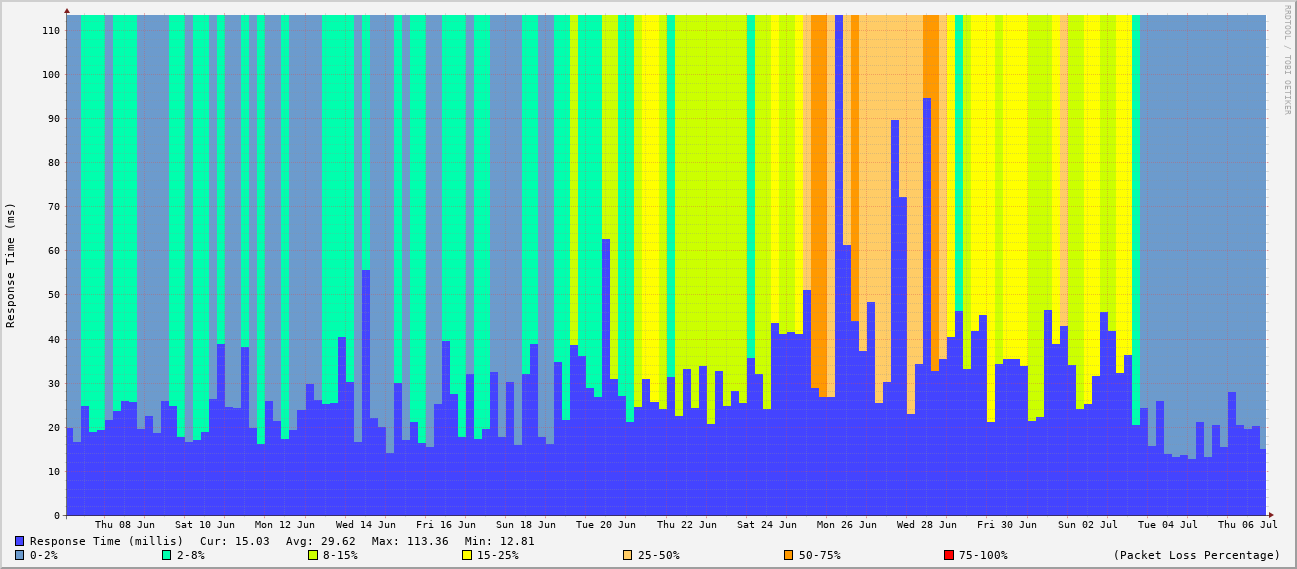 RRDTOOL / TOBI OETIKER
Response Time (ms)
110
100
90
80
70
60
50
40
30
20
10
0
Thu 08 Jun Sat 10 Jun Mon 12 Jun Wed 14 Jun Fri 16 Jun Sun 18 Jun Tue 20 Jun Thu 22 Jun Sat 24 Jun Mon 26 Jun Wed 28 Jun Fri 30 Jun Sun 02 Jul Tue 04 Jul Thu 06 Jul
Response Time (millis) Cur: 15.03 Avg: 29.62 Max: 113.36 Min: 12.81
0-2% 2-8% 8-15% 15-25% 25-50% 50-75% 75-100% (Packet Loss Percentage)